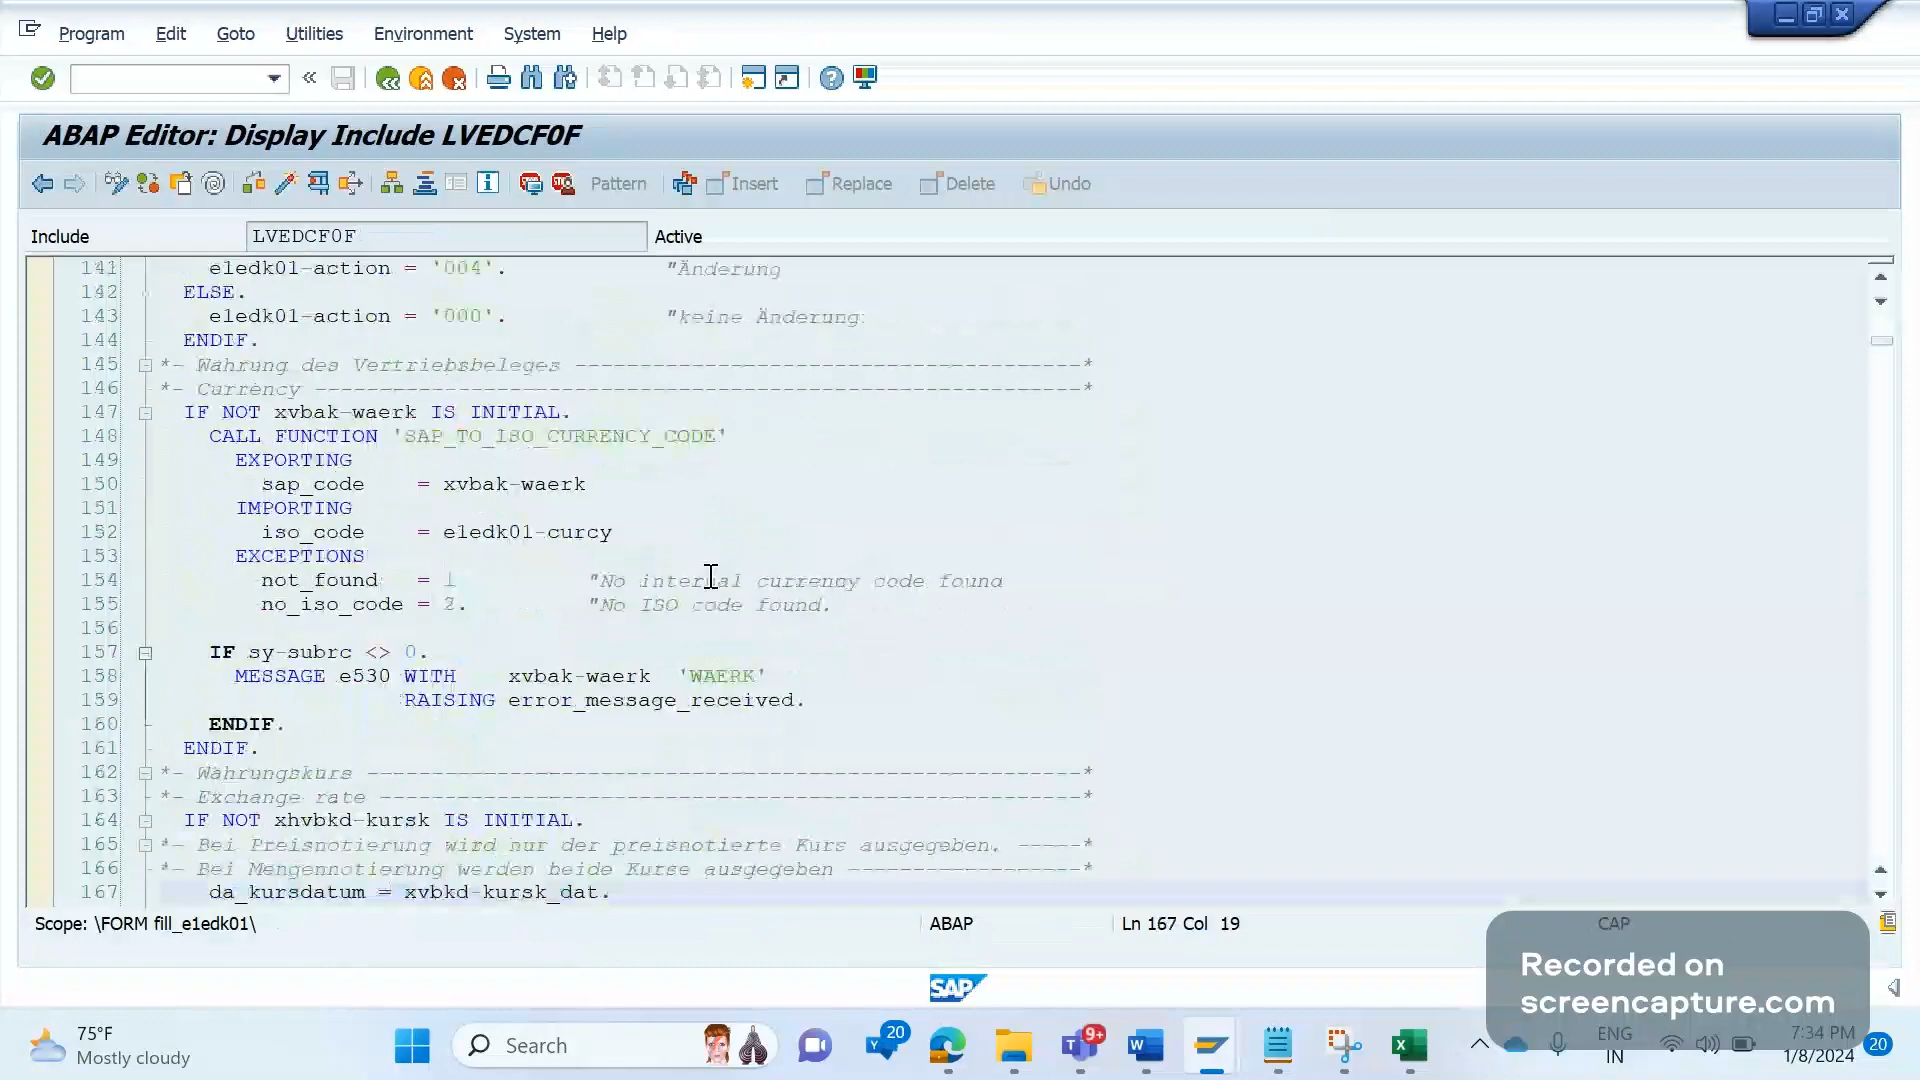 Program Edit Goto Utilities Environment System Help
ABAP Editor: Display Include LVEDCF0F
Pattern Insert Replace Delete Undo
Include LVEDCF0F Active
141 e1edk01-action = '004'. "Änderung
142 ELSE.
143 e1edk01-action = '000'. "keine Änderung
144 ENDIF.
145 *- Wahrung des Vertriebsbeleges ---------------------------------------*
146 *- Currency -----------------------------------------------------------*
147 IF NOT xvbak-waerk IS INITIAL.
148 CALL FUNCTION 'SAP_TO_ISO_CURRENCY_CODE'
149 EXPORTING
150 sap_code = xvbak-waerk
151 IMPORTING
152 iso_code = e1edk01-curcy
153 EXCEPTIONS
154 not_found = 1 "No internal currency code found
155 no_iso_code = 2. "No ISO code found.
156
157 IF sy-subrc <> 0.
158 MESSAGE e530 WITH xvbak-waerk 'WAERK'
159 RAISING error_message_received.
160 ENDIF.
161 ENDIF.
162 *- Wahrungskurs -------------------------------------------------------*
163 *- Exchange rate ------------------------------------------------------*
164 IF NOT xhvbkd-kursk IS INITIAL.
165 *- Bei Preisnotierung wird nur der preisnotierte Kurs ausgegeben. -----*
166 *- Bei Mengennotierung werden beide Kurse ausgegeben ------------------*
167 da_kursdatum = xvbkd-kursk_dat.
Scope: \FORM fill_e1edk01\ ABAP Ln 167 Col 19 CAP
SAP
Recorded on
screencapture.com
75°F
Mostly cloudy
Search
20
9+
ENG
IN
7:34 PM
1/8/2024
20